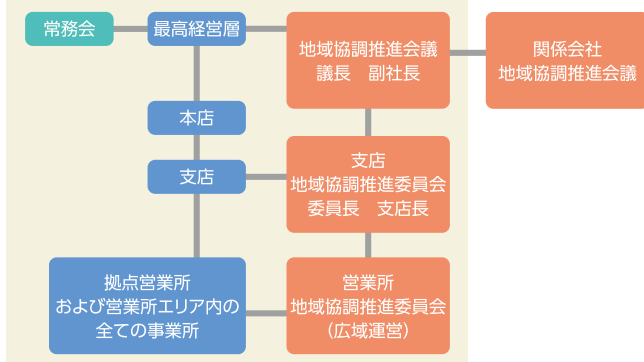 常務会
最高経営層
地域協調推進会議
議長　副社長
関係会社
地域協調推進会議
本店
支店
支店
地域協調推進委員会
委員長　支店長
拠点営業所
および営業所エリア内の
全ての事業所
営業所
地域協調推進委員会
（広域運営）